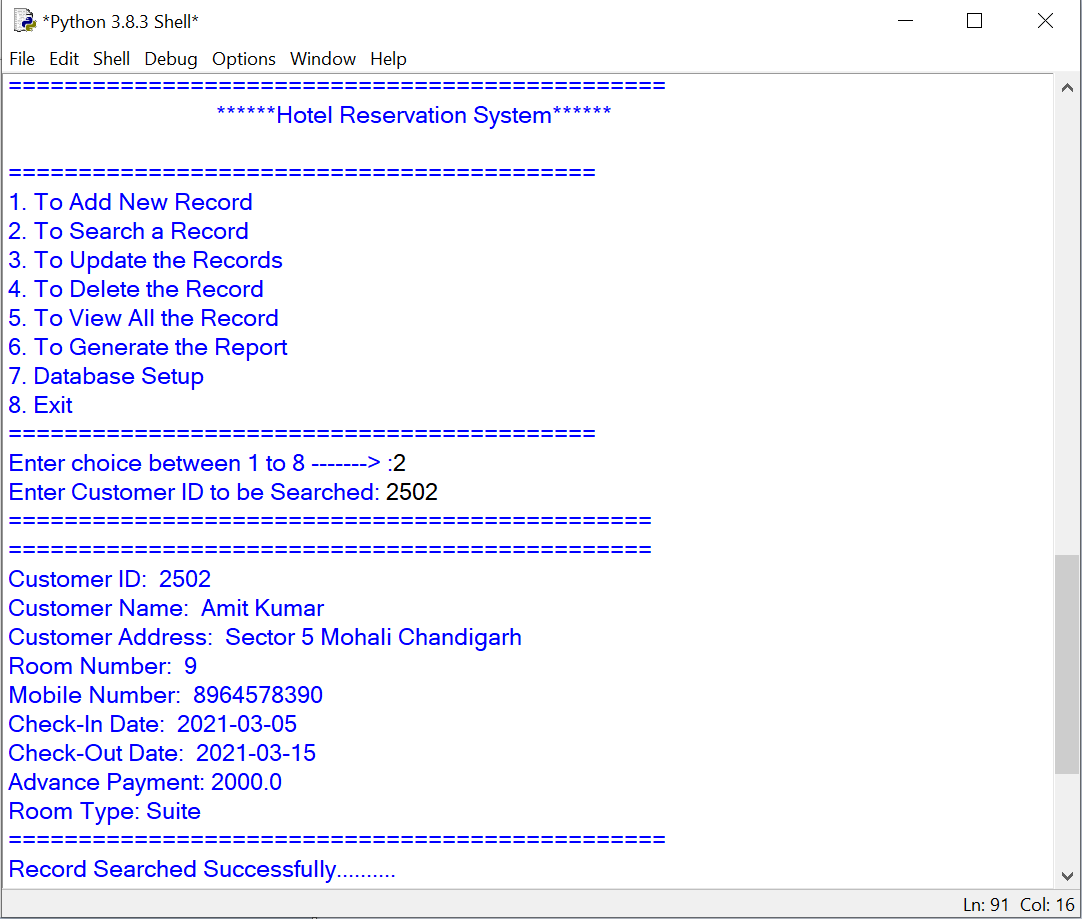 *Python 3.8.3 Shell*
File Edit Shell Debug Options Window Help
===============================================
******Hotel Reservation System******
==========================================
1. To Add New Record
2. To Search a Record
3. To Update the Records
4. To Delete the Record
5. To View All the Record
6. To Generate the Report
7. Database Setup
8. Exit
==========================================
Enter choice between 1 to 8 -------> :2
Enter Customer ID to be Searched: 2502
==============================================
==============================================
Customer ID:  2502
Customer Name:  Amit Kumar
Customer Address:  Sector 5 Mohali Chandigarh
Room Number:  9
Mobile Number:  8964578390
Check-In Date:  2021-03-05
Check-Out Date:  2021-03-15
Advance Payment: 2000.0
Room Type: Suite
===============================================
Record Searched Successfully..........
Ln: 91 Col: 16